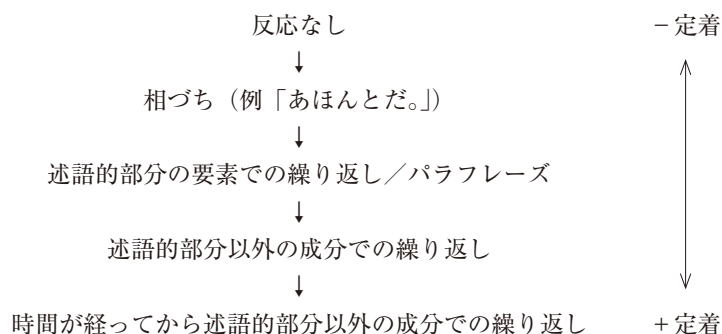 反応なし －定着
↓
相づち（例「あほんとだ。」）
↓
述語的部分の要素での繰り返し／パラフレーズ
↓
述語的部分以外の成分での繰り返し
↓
時間が経ってから述語的部分以外の成分での繰り返し ＋定着